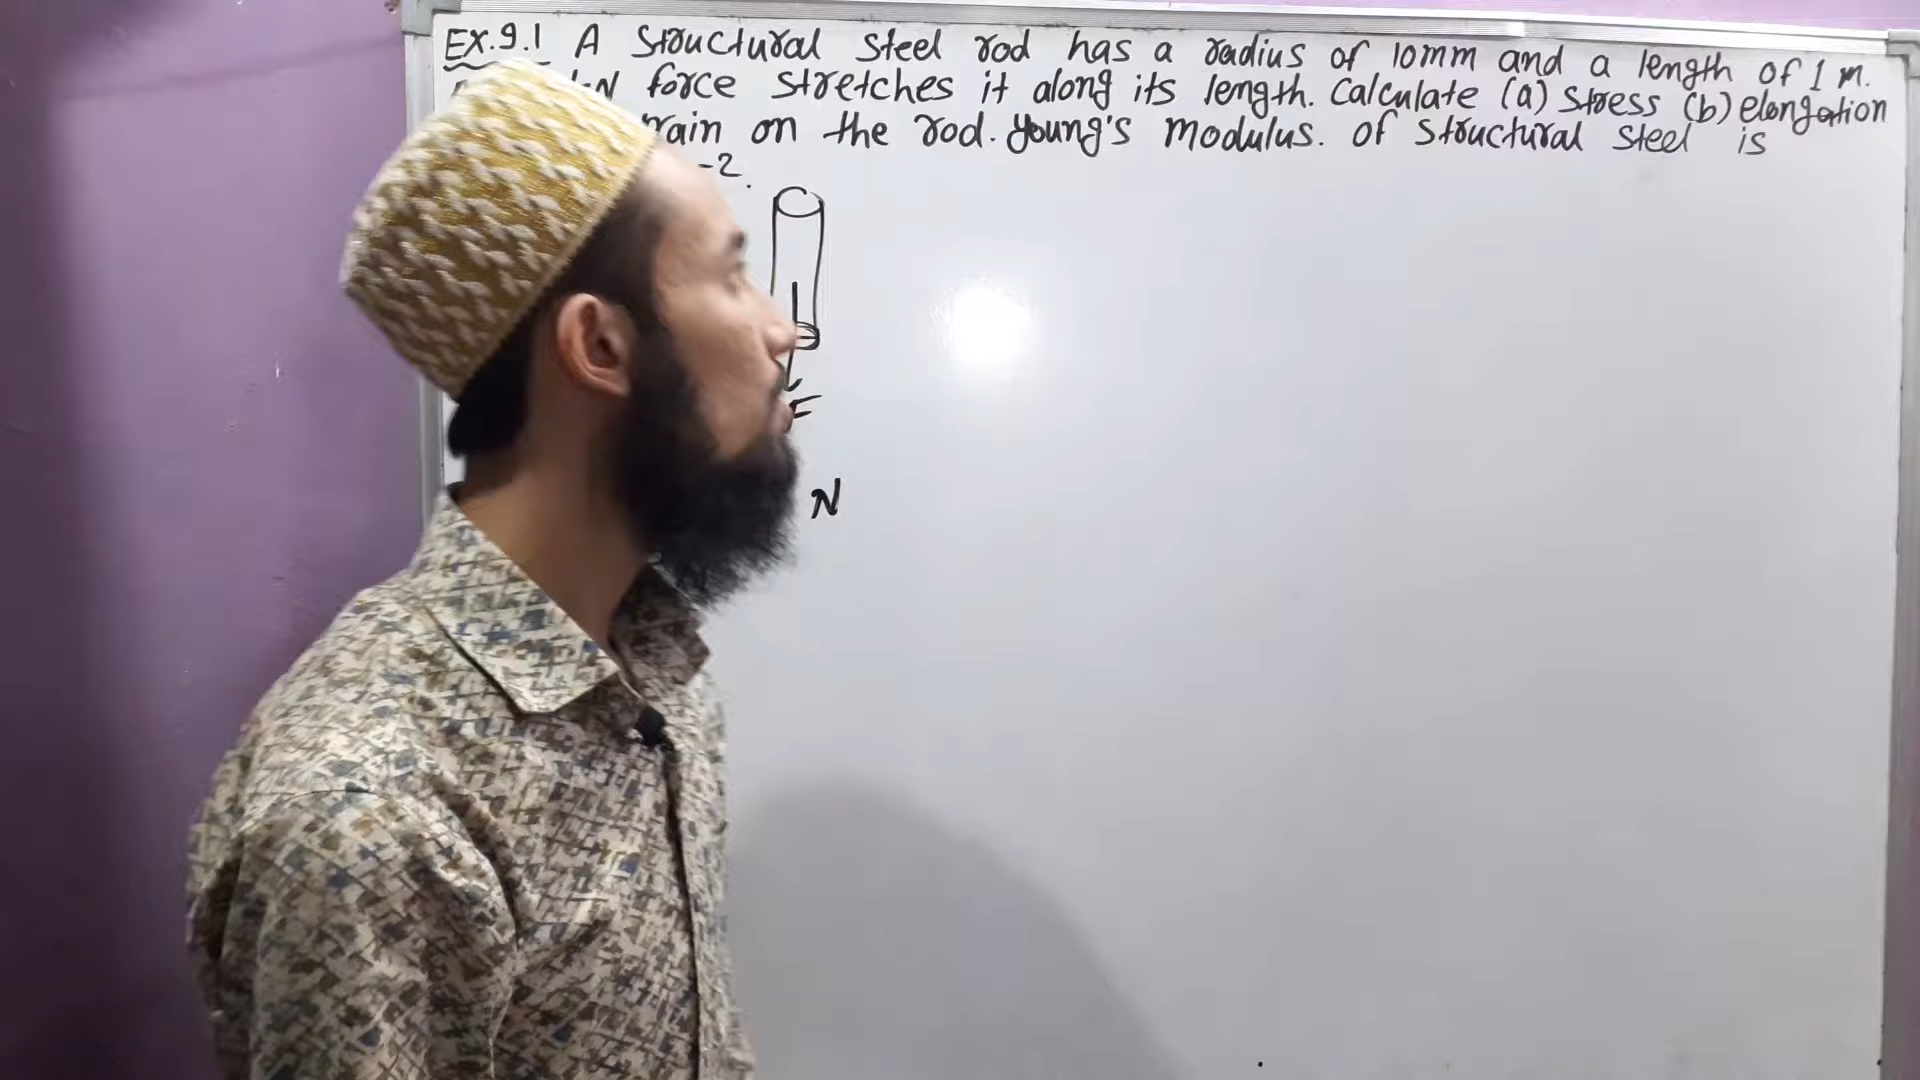 Ex.9.1 A Structural Steel rod has a radius of 10mm and a length of 1 m.
N force stretches it along its length. Calculate (a) Stress (b) elongation
rain on the rod. Young's Modulus. of Structural Steel is
-2.
F
N